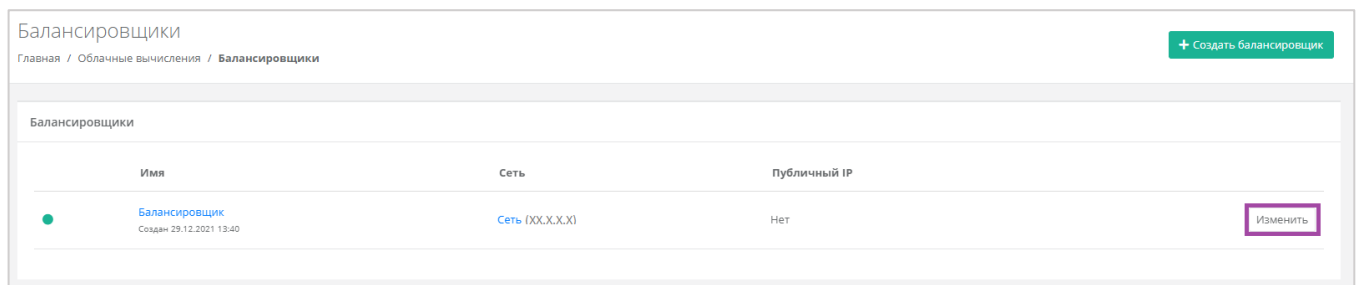 Балансировщики
+ Создать балансировщик
Главная / Облачные вычисления / Балансировщики
Балансировщики
Имя Сеть Публичный IP
Балансировщик Сеть (XX.X.X.X) Нет Изменить
Создан 29.12.2021 13:40